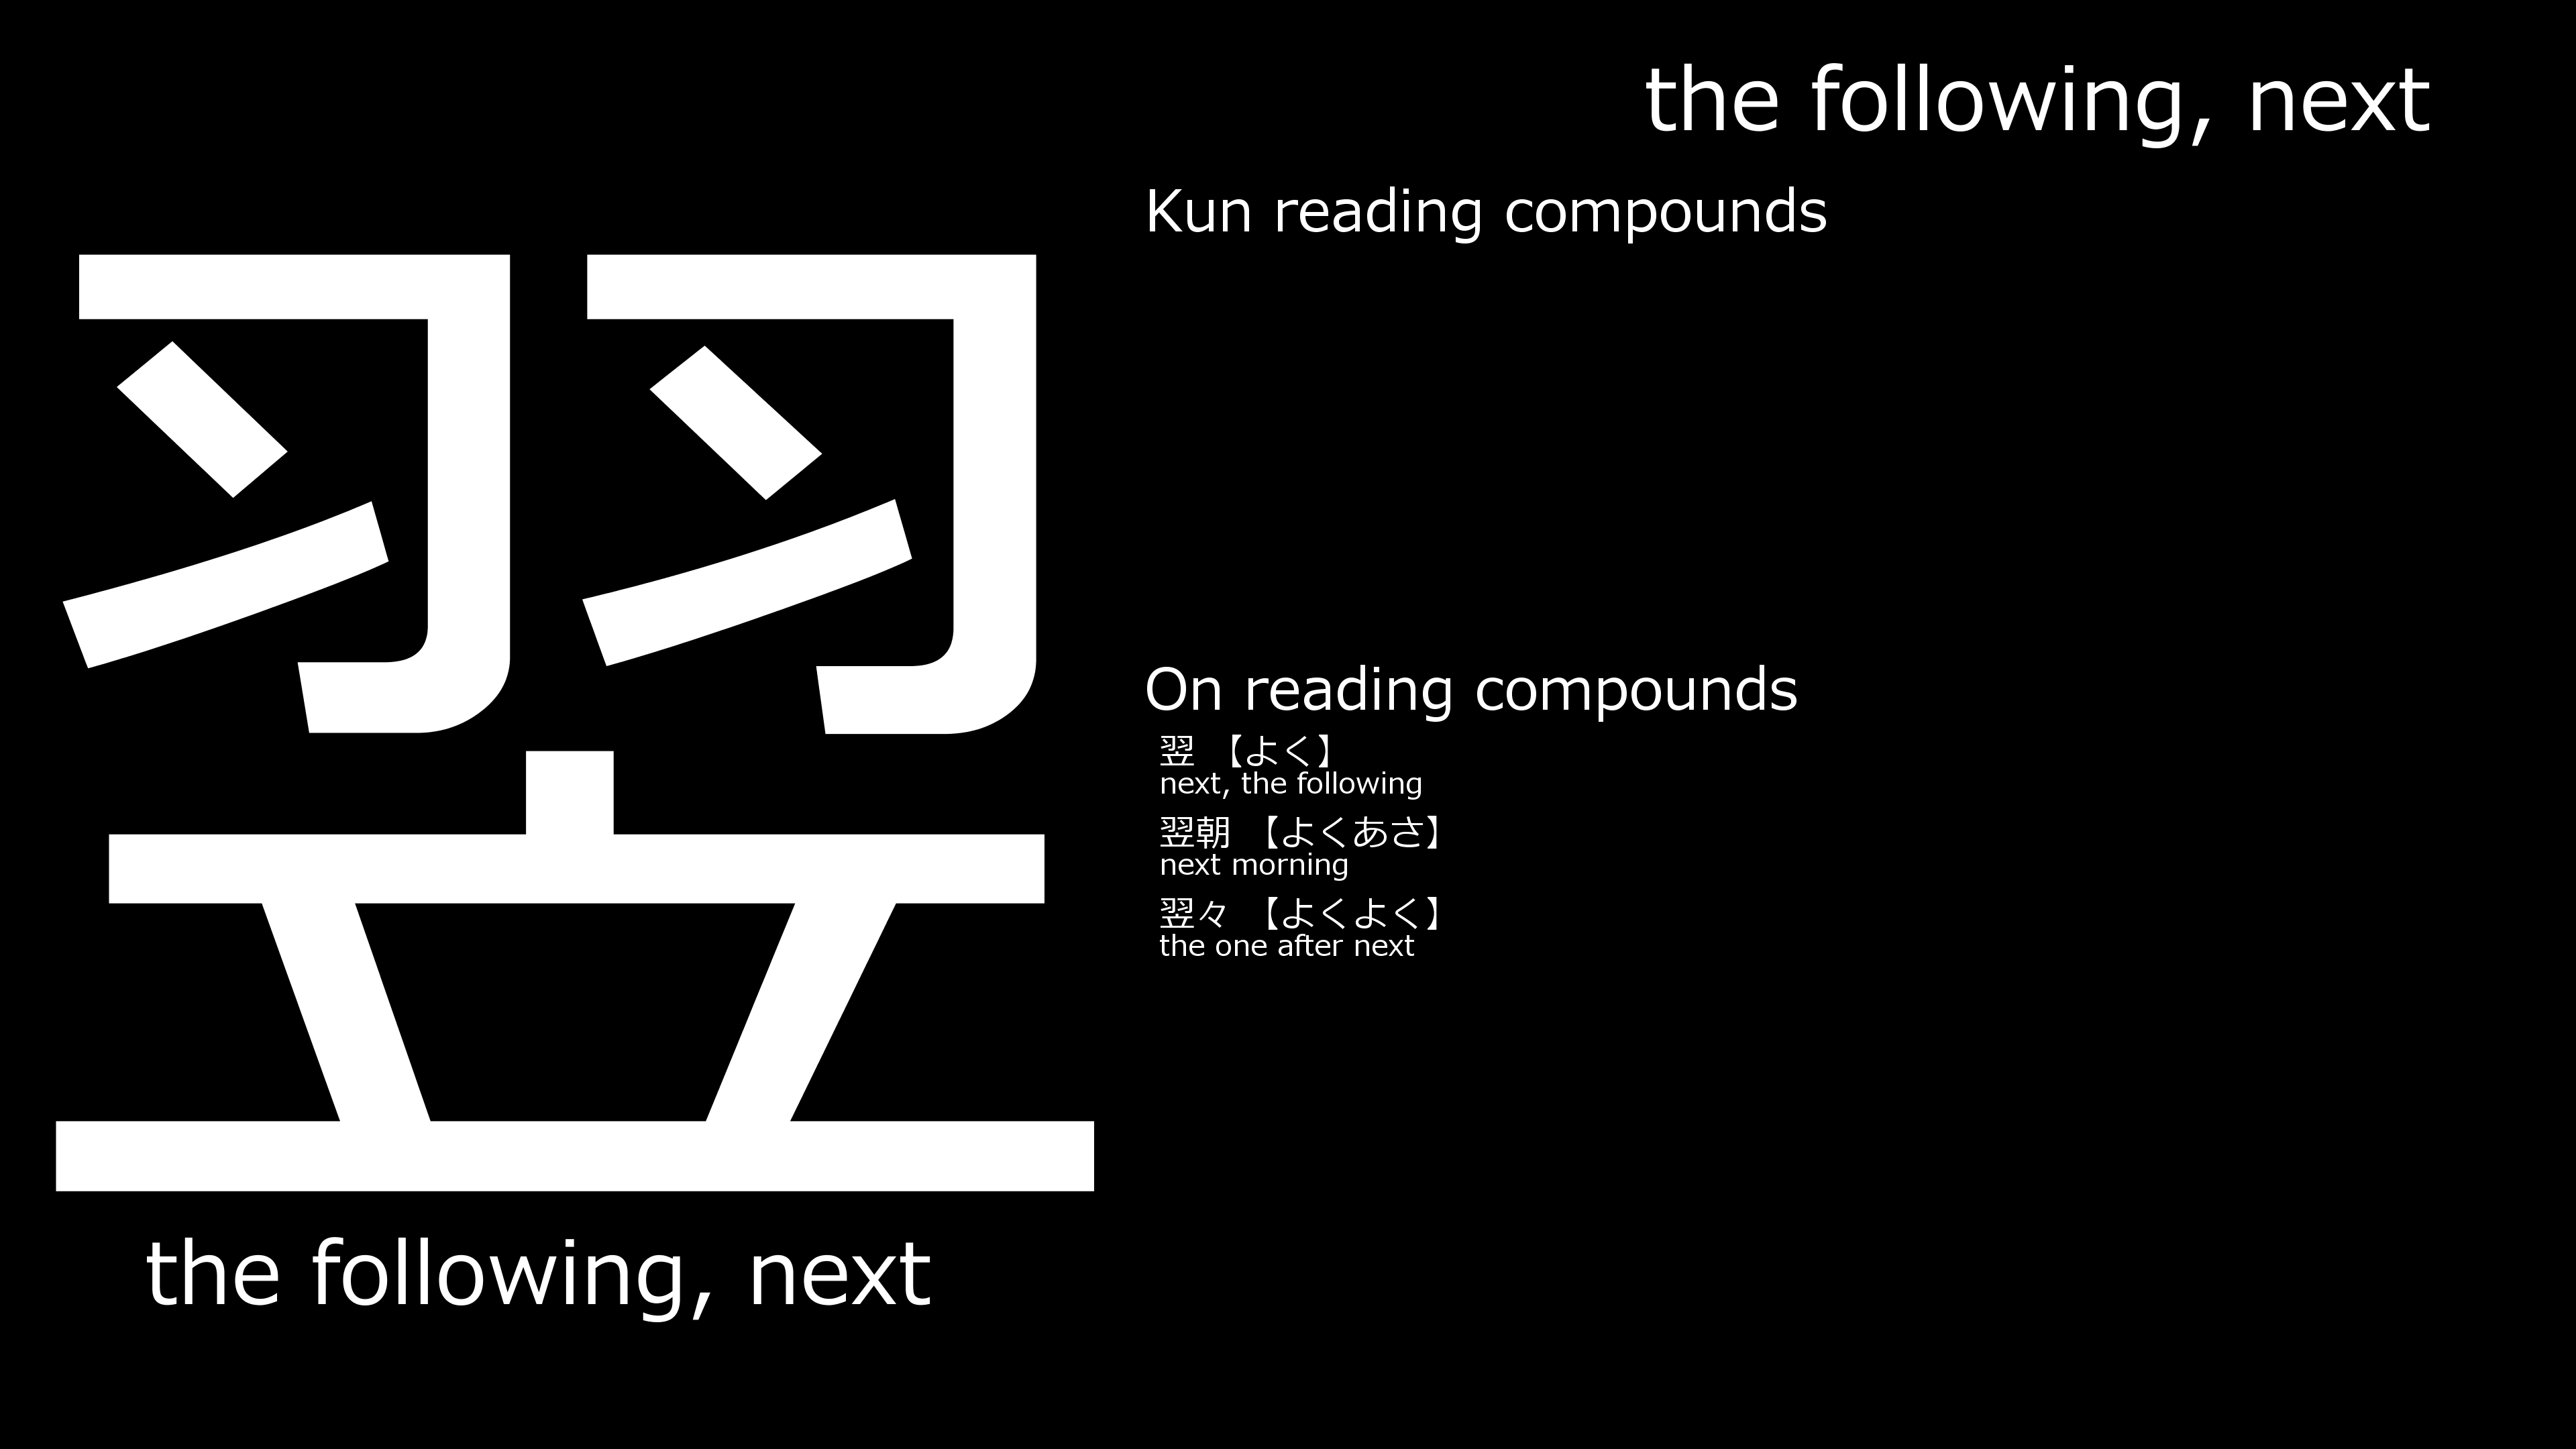 翌
the following, next
the following, next
Kun reading compounds
On reading compounds
翌 【よく】
next, the following
翌朝 【よくあさ】
next morning
翌々 【よくよく】
the one after next